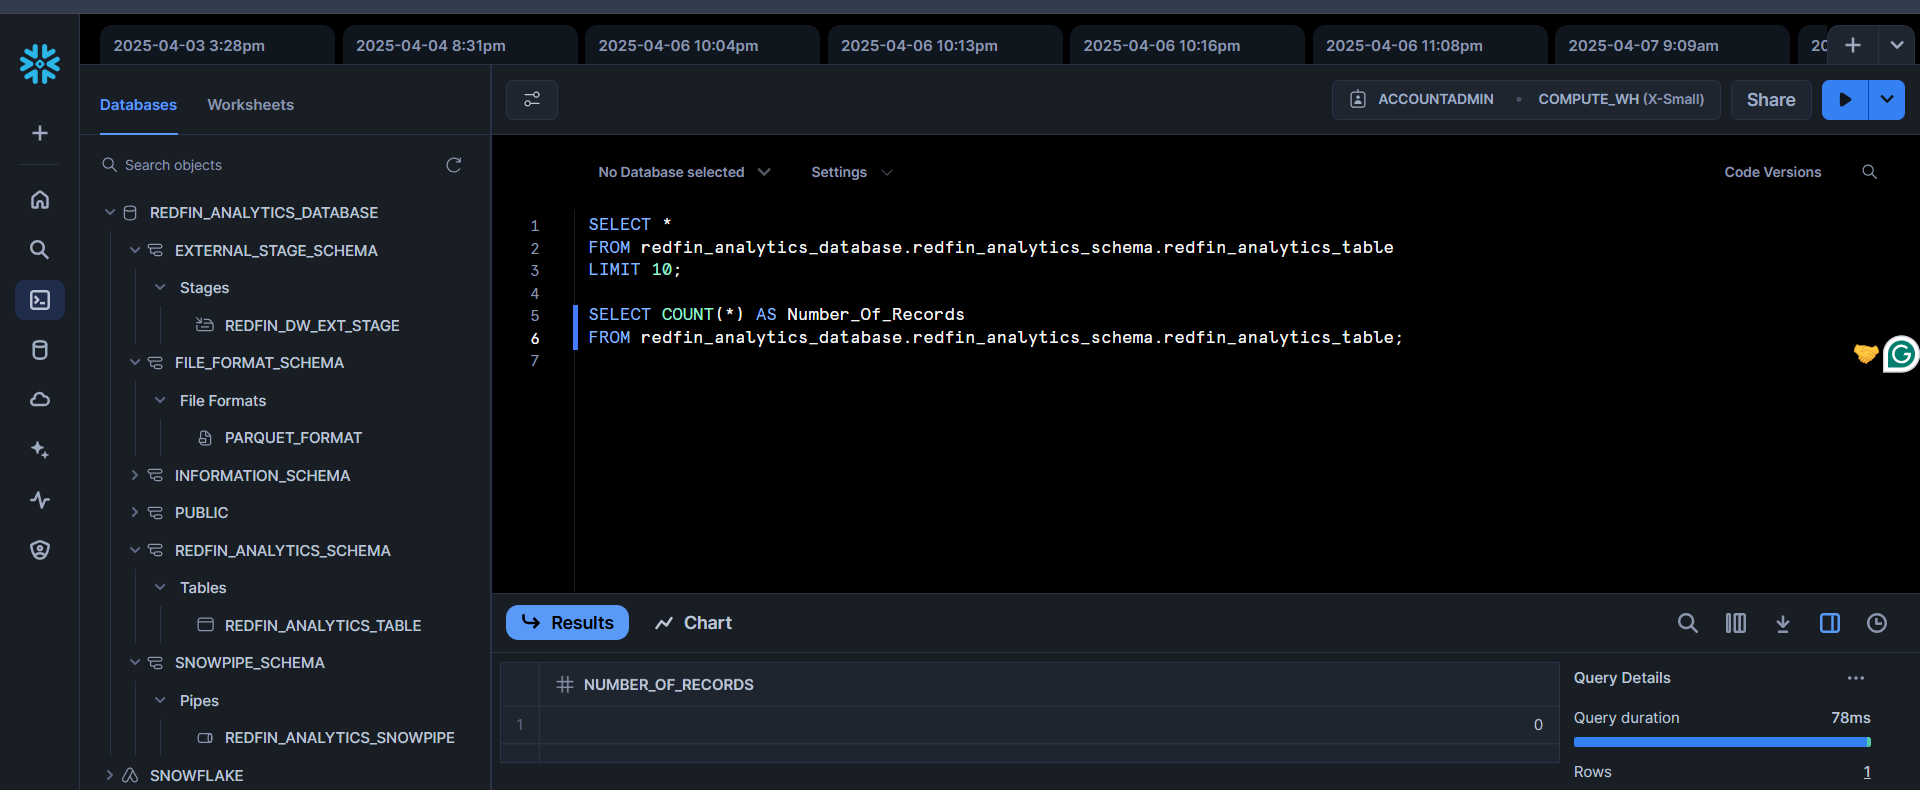 2025-04-03 3:28pm
2025-04-04 8:31pm
2025-04-06 10:04pm
2025-04-06 10:13pm
2025-04-06 10:16pm
2025-04-06 11:08pm
2025-04-07 9:09am
Databases
Worksheets
Search objects
REDFIN_ANALYTICS_DATABASE
EXTERNAL_STAGE_SCHEMA
Stages
REDFIN_DW_EXT_STAGE
FILE_FORMAT_SCHEMA
File Formats
PARQUET_FORMAT
INFORMATION_SCHEMA
PUBLIC
REDFIN_ANALYTICS_SCHEMA
Tables
REDFIN_ANALYTICS_TABLE
SNOWPIPE_SCHEMA
Pipes
REDFIN_ANALYTICS_SNOWPIPE
SNOWFLAKE
ACCOUNTADMIN • COMPUTE_WH (X-Small)
Share
No Database selected
Settings
Code Versions
1 SELECT *
2 FROM redfin_analytics_database.redfin_analytics_schema.redfin_analytics_table
3 LIMIT 10;
4
5 SELECT COUNT(*) AS Number_Of_Records
6 FROM redfin_analytics_database.redfin_analytics_schema.redfin_analytics_table;
7
Results
Chart
NUMBER_OF_RECORDS
1 0
Query Details
Query duration 78ms
Rows 1